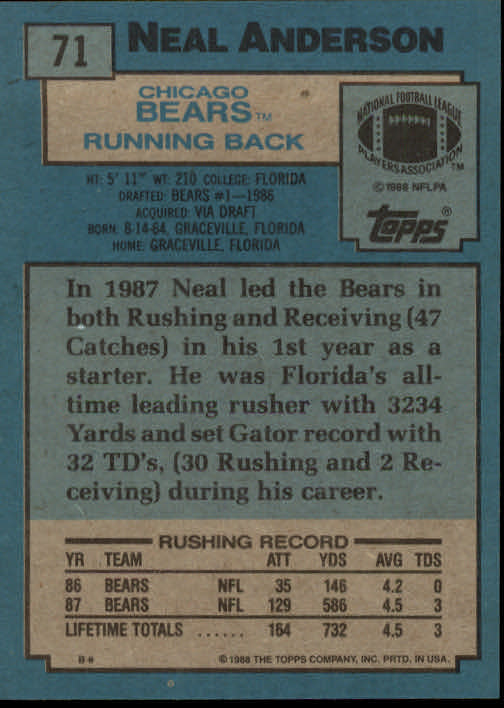 71
NEAL ANDERSON
CHICAGO
BEARS™
RUNNING BACK
NATIONAL FOOTBALL LEAGUE
PLAYERS ASSOCIATION™
© 1988 NFLPA
Topps®
HT: 5' 11" WT: 210 COLLEGE: FLORIDA
DRAFTED: BEARS #1—1986
ACQUIRED: VIA DRAFT
BORN: 8-14-64, GRACEVILLE, FLORIDA
HOME: GRACEVILLE, FLORIDA
In 1987 Neal led the Bears in
both Rushing and Receiving (47
Catches) in his 1st year as a
starter. He was Florida's all-
time leading rusher with 3234
Yards and set Gator record with
32 TD's, (30 Rushing and 2 Re-
ceiving) during his career.
RUSHING RECORD
YR TEAM ATT YDS AVG TDS
86 BEARS NFL 35 146 4.2 0
87 BEARS NFL 129 586 4.5 3
LIFETIME TOTALS ...... 164 732 4.5 3
B* © 1988 THE TOPPS COMPANY, INC. PRTD. IN USA.